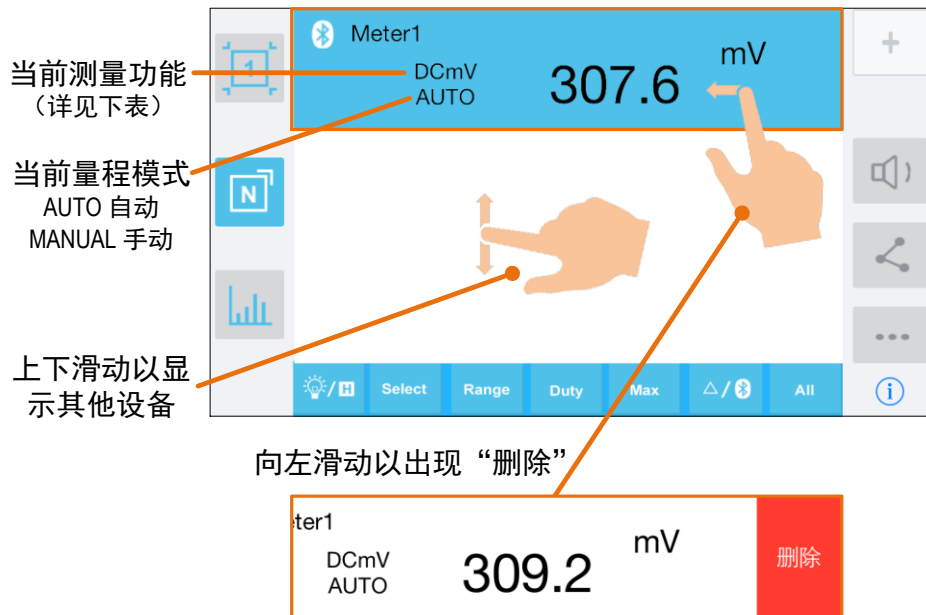 当前测量功能
（详见下表）
当前量程模式
AUTO 自动
MANUAL 手动
上下滑动以显
示其他设备
1
N
Meter1
DCmV
AUTO
307.6
mV
+
/H
Select
Range
Duty
Max
△/
All
i
向左滑动以出现“删除”
ter1
DCmV
AUTO
309.2
mV
删除